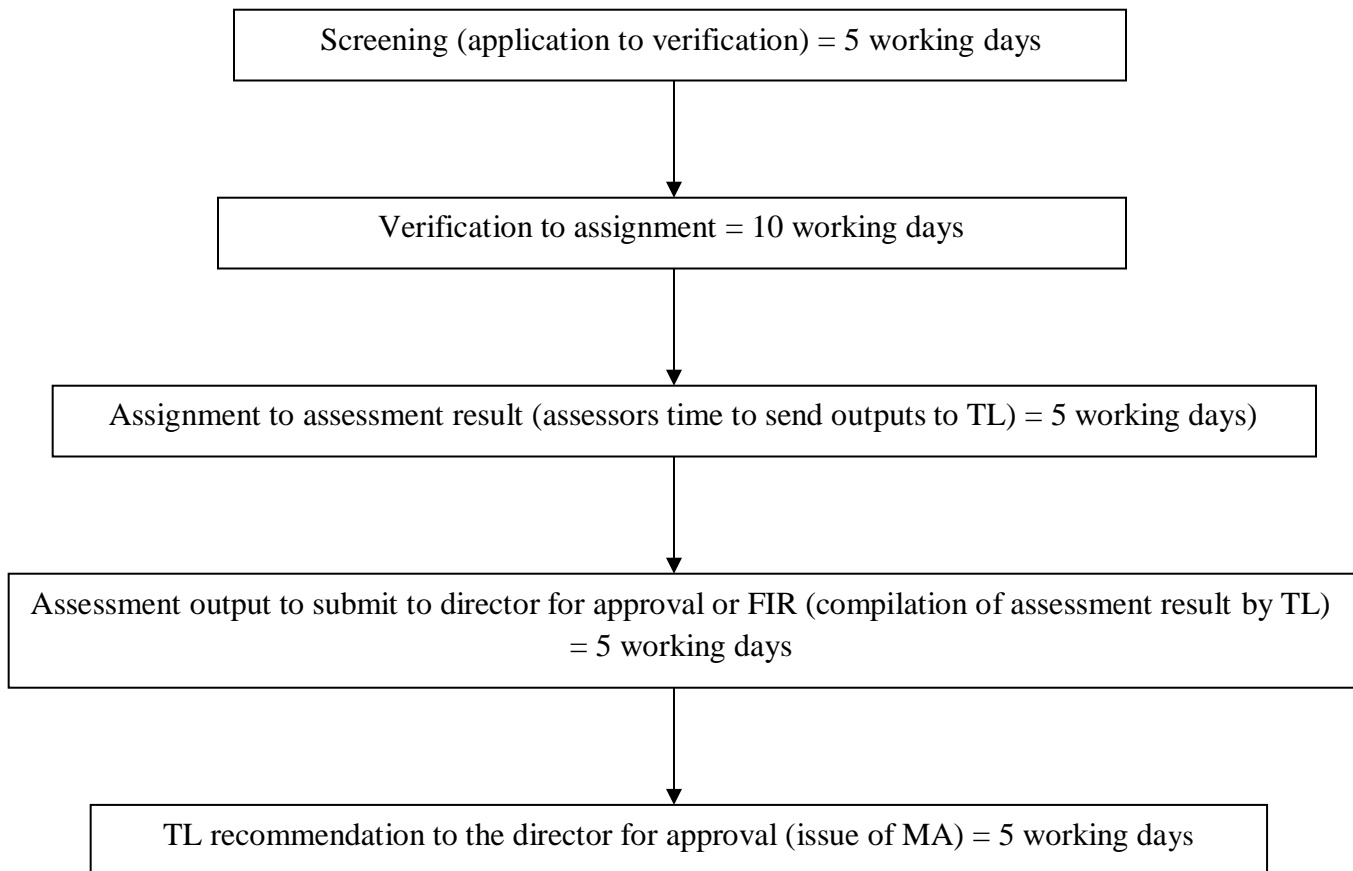 Screening (application to verification) = 5 working days
Verification to assignment = 10 working days
Assignment to assessment result (assessors time to send outputs to TL) = 5 working days)
Assessment output to submit to director for approval or FIR (compilation of assessment result by TL)
= 5 working days
TL recommendation to the director for approval (issue of MA) = 5 working days